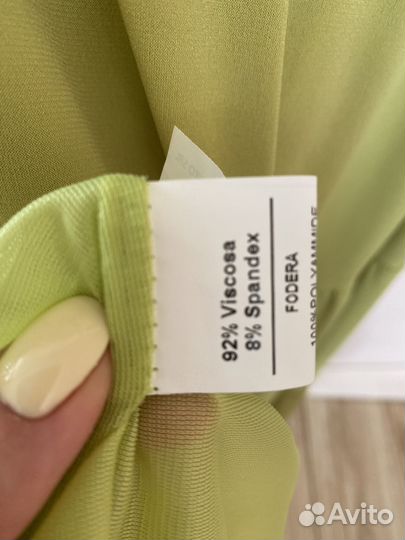 92% Viscosa
8% Spandex
FODERA
100% POLYAMMIDE
Avito